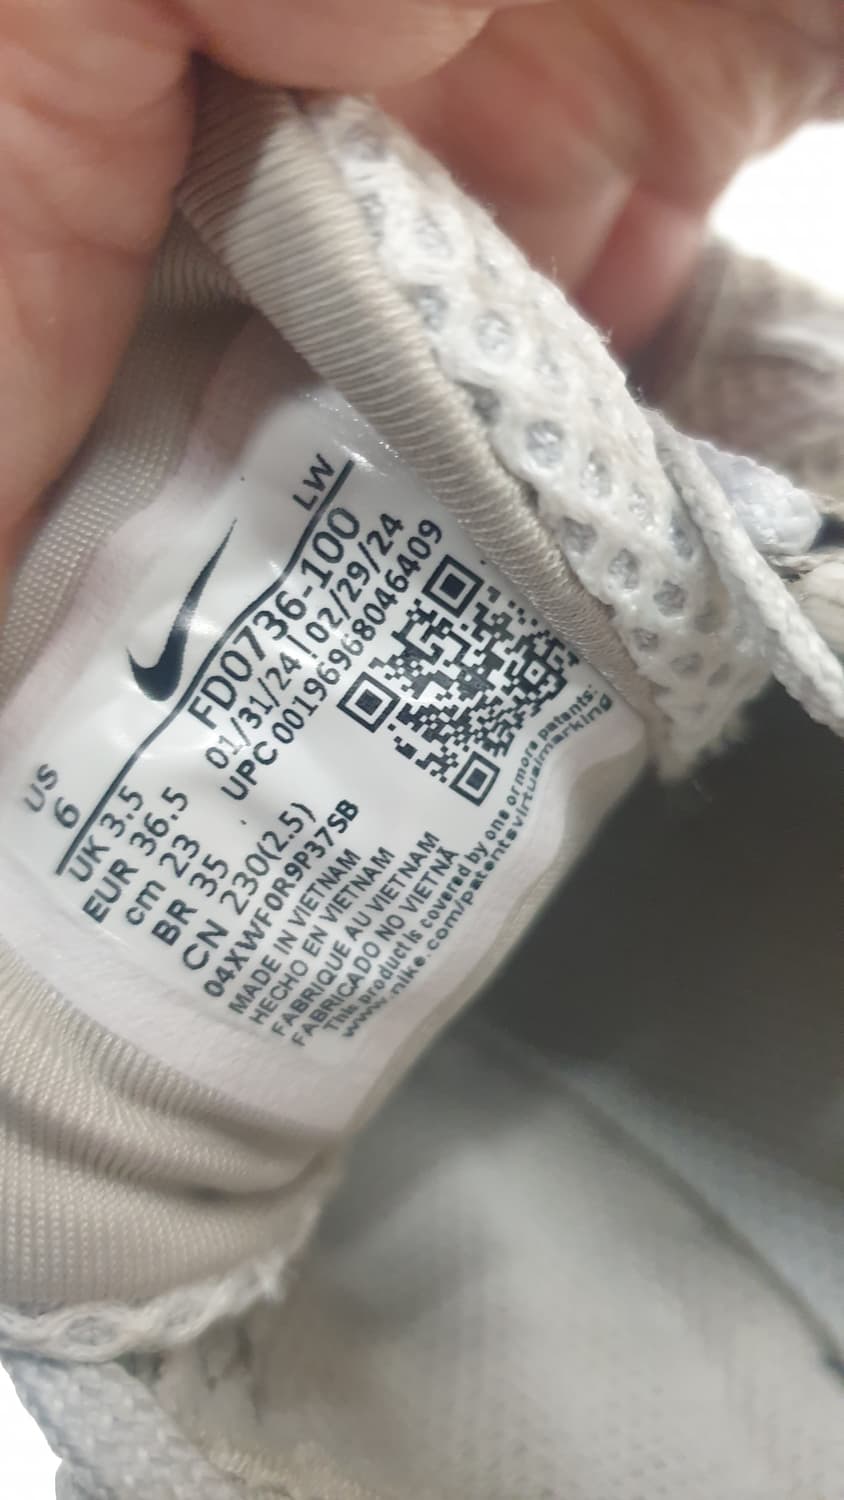 LW
FD0736-100
01/31/24 | 02/29/24
UPC 00196968046409
US
6
UK 3.5
EUR 36.5
cm 23
BR 35
CN 230(2.5)
04XWF0R9P37SB
MADE IN VIETNAM
HECHO EN VIETNAM
FABRIQUE AU VIETNAM
FABRICADO NO VIETNÃ
This product is covered by one or more patents:
www.nike.com/patentsvirtualmarking